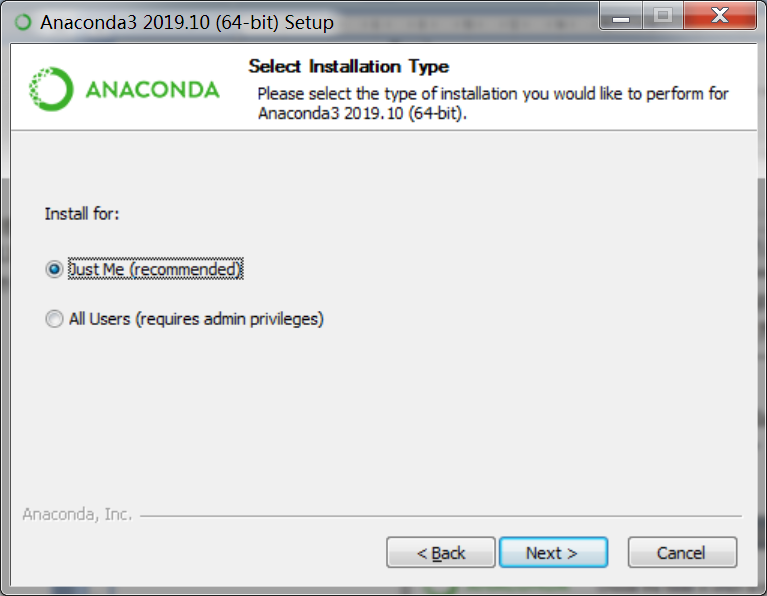 Anaconda3 2019.10 (64-bit) Setup
ANACONDA
Select Installation Type
Please select the type of installation you would like to perform for
Anaconda3 2019.10 (64-bit).
Install for:
Just Me (recommended)
All Users (requires admin privileges)
Anaconda, Inc.
< Back
Next >
Cancel